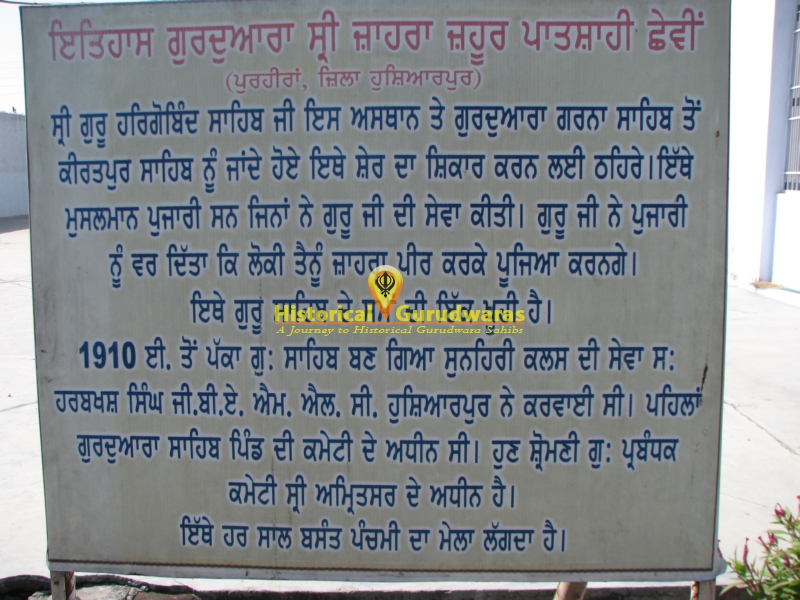 ਇਤਿਹਾਸ ਗੁਰਦੁਆਰਾ ਸ੍ਰੀ ਜ਼ਾਹਰਾ ਜ਼ਹੂਰ ਪਾਤਸ਼ਾਹੀ ਛੇਵੀਂ
(ਪੁਰਹੀਰਾਂ, ਜ਼ਿਲਾ ਹੁਸ਼ਿਆਰਪੁਰ)
ਸ੍ਰੀ ਗੁਰੂ ਹਰਿਗੋਬਿੰਦ ਸਾਹਿਬ ਜੀ ਇਸ ਅਸਥਾਨ ਤੇ ਗੁਰਦੁਆਰਾ ਗਰਨਾ ਸਾਹਿਬ ਤੋਂ
ਕੀਰਤਪੁਰ ਸਾਹਿਬ ਨੂੰ ਜਾਂਦੇ ਹੋਏ ਇਥੇ ਸ਼ੇਰ ਦਾ ਸ਼ਿਕਾਰ ਕਰਨ ਲਈ ਠਹਿਰੇ।ਇੱਥੇ
ਮੁਸਲਮਾਨ ਪੁਜਾਰੀ ਸਨ ਜਿਨਾਂ ਨੇ ਗੁਰੂ ਜੀ ਦੀ ਸੇਵਾ ਕੀਤੀ। ਗੁਰੂ ਜੀ ਨੇ ਪੁਜਾਰੀ
ਨੂੰ ਵਰ ਦਿੱਤਾ ਕਿ ਲੋਕੀ ਤੈਨੂੰ ਜ਼ਾਹਰਾ ਪੀਰ ਕਰਕੇ ਪੂਜਿਆ ਕਰਨਗੇ।
ਇਥੇ ਗੁਰੂ ਸਾਹਿਬ ਦੇ ਇੱਕ ਖੂਹੀ ਹੈ।
Historical Gurudwaras
A Journey to Historical Gurudwara Sahibs
1910 ਈ. ਤੋਂ ਪੱਕਾ ਗੁ: ਸਾਹਿਬ ਬਣ ਗਿਆ ਸੁਨਹਿਰੀ ਕਲਸ ਦੀ ਸੇਵਾ ਸ:
ਹਰਬਖਸ਼ ਸਿੰਘ ਜੀ.ਬੀ.ਏ. ਐਮ. ਐਲ. ਸੀ. ਹੁਸ਼ਿਆਰਪੁਰ ਨੇ ਕਰਵਾਈ ਸੀ। ਪਹਿਲਾਂ
ਗੁਰਦੁਆਰਾ ਸਾਹਿਬ ਪਿੰਡ ਦੀ ਕਮੇਟੀ ਦੇ ਅਧੀਨ ਸੀ। ਹੁਣ ਸ਼੍ਰੋਮਣੀ ਗੁ: ਪ੍ਰਬੰਧਕ
ਕਮੇਟੀ ਸ੍ਰੀ ਅਮ੍ਰਿਤਸਰ ਦੇ ਅਧੀਨ ਹੈ।
ਇੱਥੇ ਹਰ ਸਾਲ ਬਸੰਤ ਪੰਚਮੀ ਦਾ ਮੇਲਾ ਲੱਗਦਾ ਹੈ।